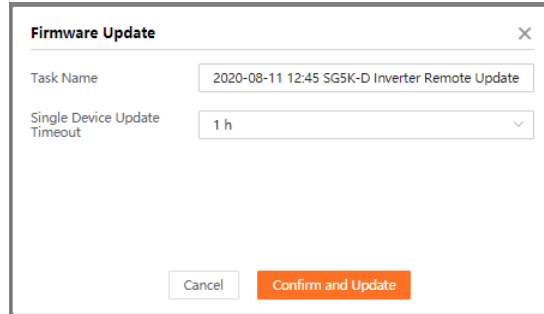 Firmware Update
Task Name
2020-08-11 12:45 SG5K-D Inverter Remote Update
Single Device Update
Timeout
1 h
Cancel
Confirm and Update